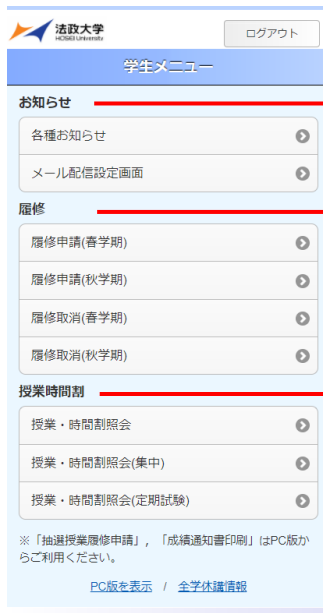 法政大学
HOSEI University
ログアウト
学生メニュー
お知らせ
各種お知らせ
メール配信設定画面
履修
履修申請(春学期)
履修申請(秋学期)
履修取消(春学期)
履修取消(秋学期)
授業時間割
授業・時間割照会
授業・時間割照会(集中)
授業・時間割照会(定期試験)
※「抽選授業履修申請」,「成績通知書印刷」はPC版か
らご利用ください。
PC版を表示 / 全学休講情報